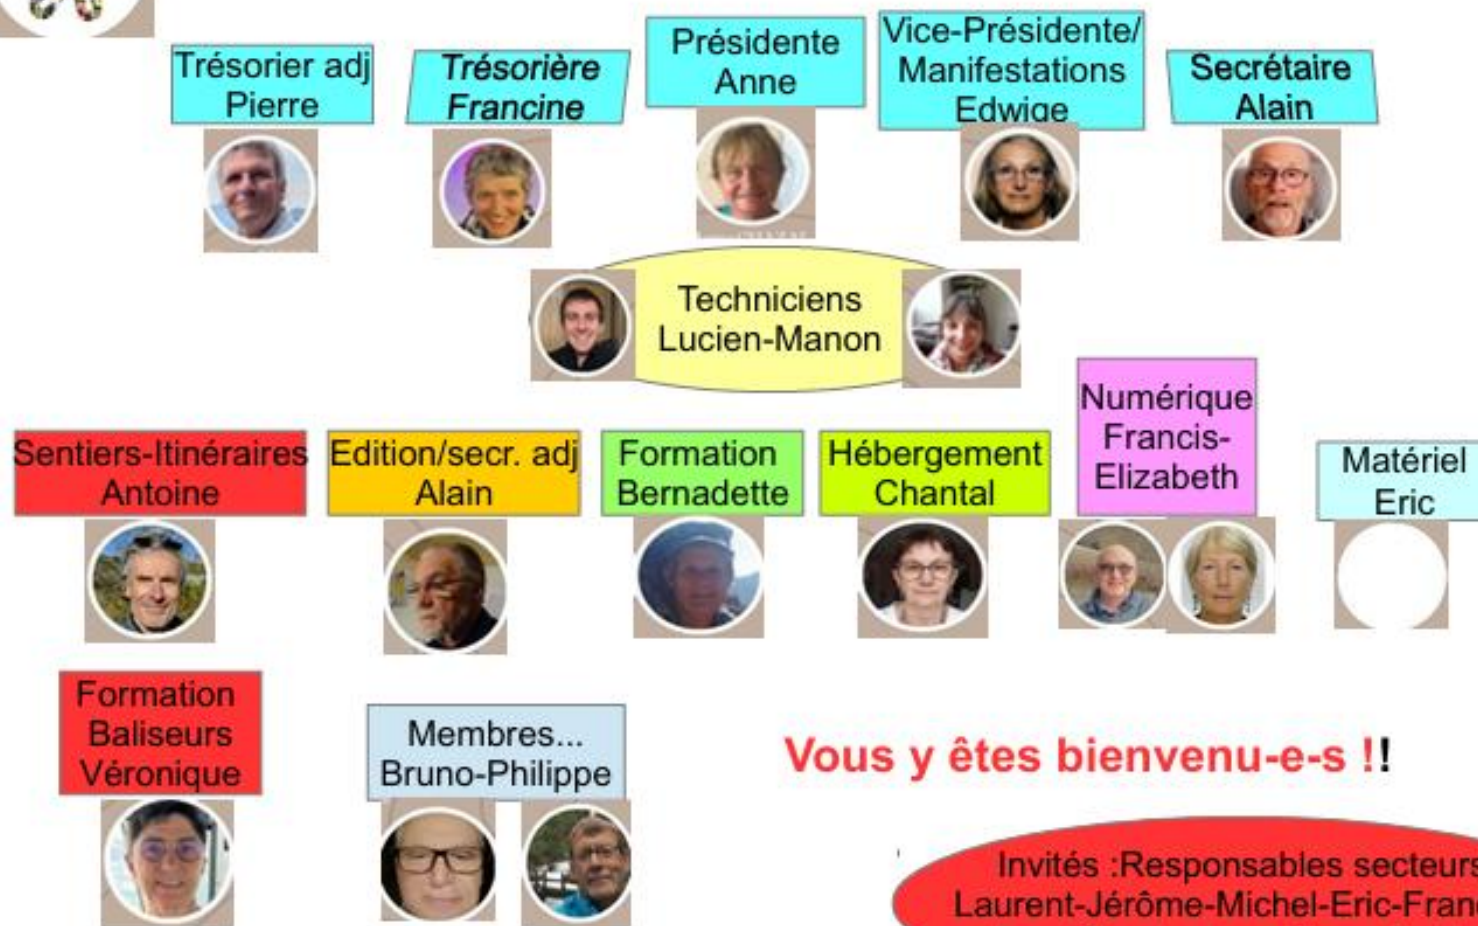 Trésorier adj
Pierre
Trésorière
Francine
Présidente
Anne
Vice-Présidente/
Manifestations
Edwige
Secrétaire
Alain
Techniciens
Lucien-Manon
Sentiers-Itinéraires
Antoine
Edition/secr. adj
Alain
Formation
Bernadette
Hébergement
Chantal
Numérique
Francis-
Elizabeth
Matériel
Eric
Formation
Baliseurs
Véronique
Membres...
Bruno-Philippe
Vous y êtes bienvenu-e-s !!
Invités :Responsables secteurs
Laurent-Jérôme-Michel-Eric-